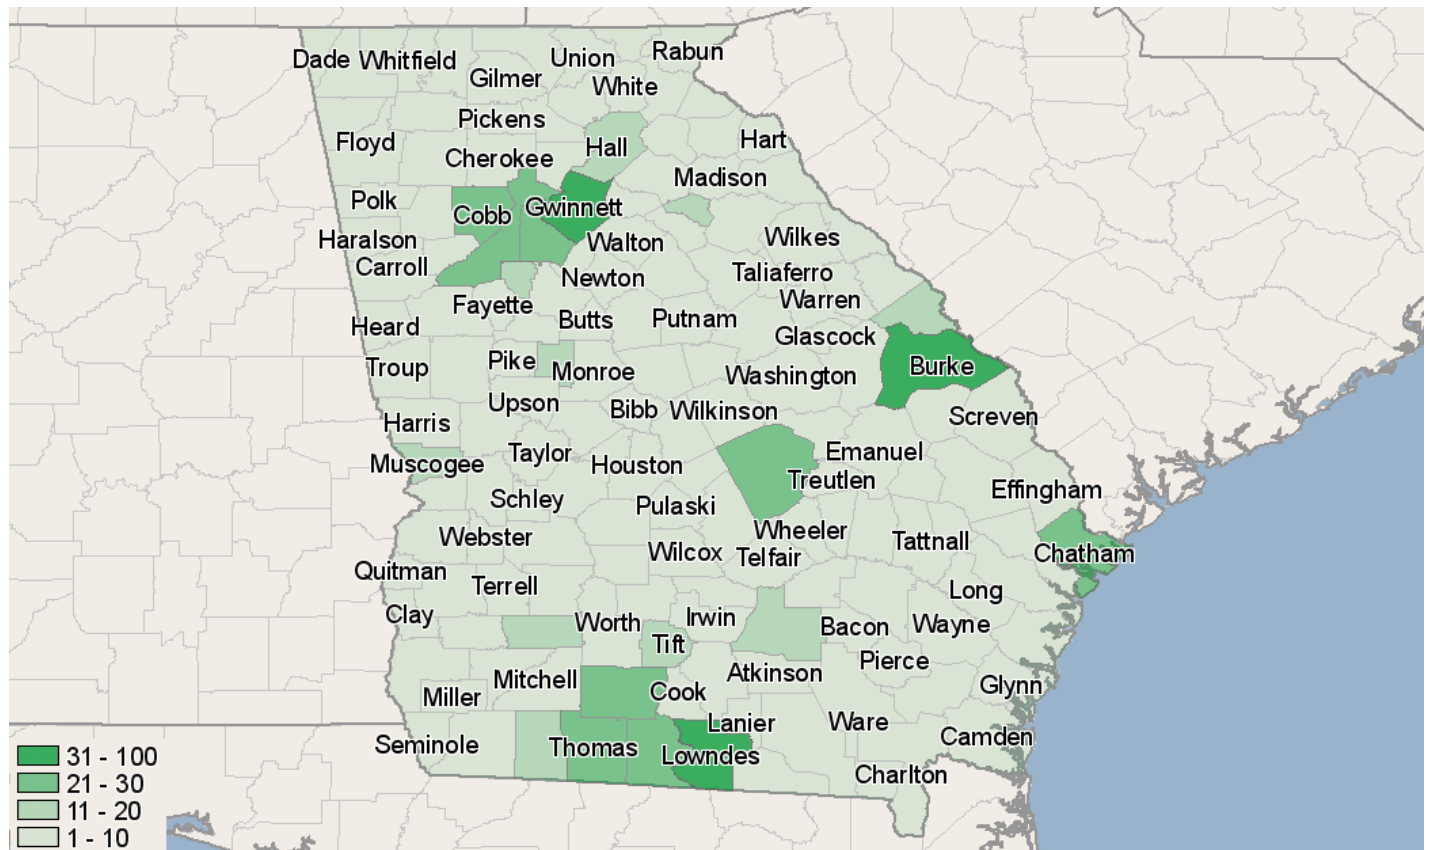 Dade Whitfield Union Rabun
Gilmer White
Pickens
Floyd Hall Hart
Cherokee
Madison
Polk Cobb Gwinnett
Haralson Walton Wilkes
Carroll Newton Taliaferro
Fayette Warren
Heard Butts Putnam Glascock
Troup Pike Monroe Washington Burke
Upson Bibb Wilkinson Screven
Harris
Muscogee Taylor Houston Emanuel
Treutlen
Schley Pulaski Effingham
Webster Wheeler Tattnall
Wilcox Telfair Chatham
Quitman Terrell Long
Clay Worth Irwin Bacon Wayne
Tift
Mitchell Atkinson Pierce
Miller Cook Glynn
Lanier Ware
Seminole Thomas Lowndes Camden
Charlton
31 - 100
21 - 30
11 - 20
1 - 10